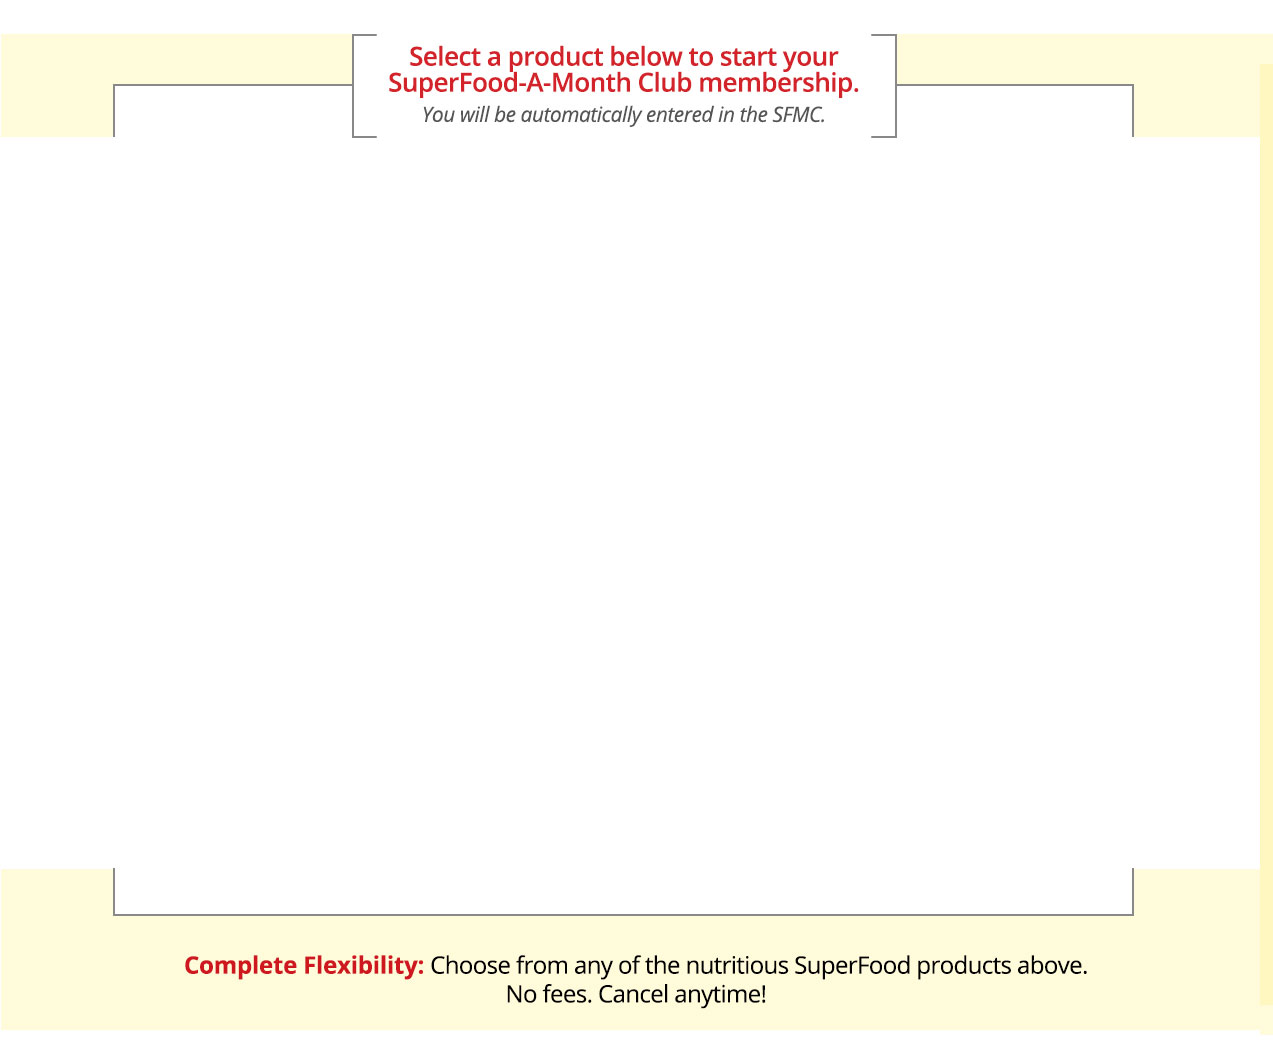 Select a product below to start your
SuperFood-A-Month Club membership.
You will be automatically entered in the SFMC.
Complete Flexibility: Choose from any of the nutritious SuperFood products above.
No fees. Cancel anytime!